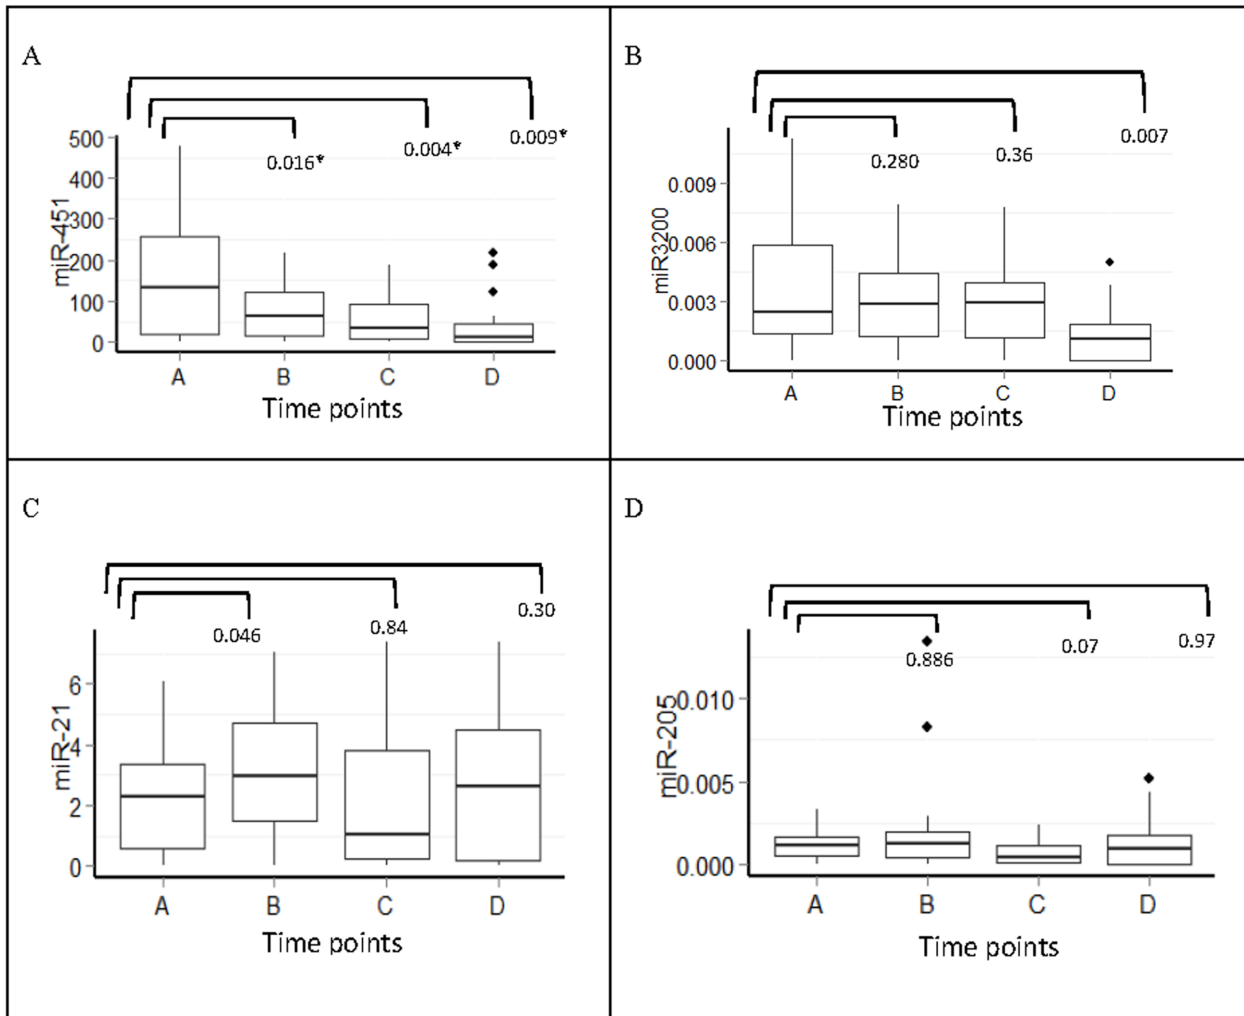 A
0.016*
0.004*
0.009*
miR-451
500
400
300
200
100
0
A B C D
Time points
B
0.280
0.36
0.007
miR3200
0.009
0.006
0.003
0.000
A B C D
Time points
C
0.046
0.84
0.30
miR-21
6
4
2
0
A B C D
Time points
D
0.886
0.07
0.97
miR-205
0.010
0.005
0.000
A B C D
Time points